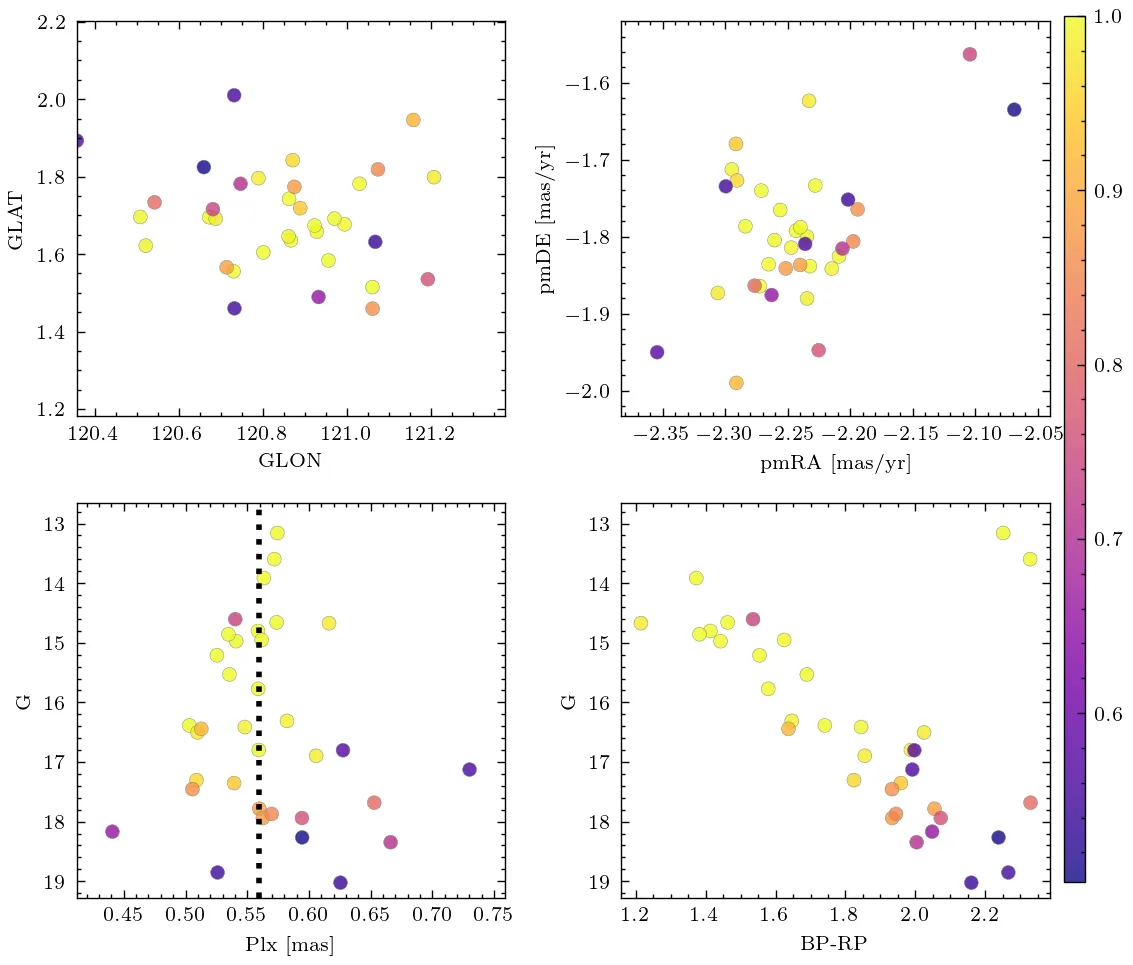 2.2
2.0
1.8
1.6
1.4
1.2
GLAT
120.4 120.6 120.8 121.0 121.2
GLON
−1.6
−1.7
−1.8
−1.9
−2.0
pmDE [mas/yr]
−2.35 −2.30 −2.25 −2.20 −2.15 −2.10 −2.05
pmRA [mas/yr]
1.0
0.9
0.8
0.7
0.6
13
14
15
16
17
18
19
G
0.45 0.50 0.55 0.60 0.65 0.70 0.75
Plx [mas]
13
14
15
16
17
18
19
G
1.2 1.4 1.6 1.8 2.0 2.2
BP-RP